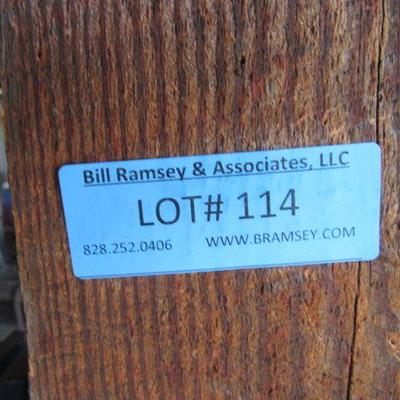 Bill Ramsey & Associates, LLC
LOT# 114
828.252.0406 WWW.BRAMSEY.COM